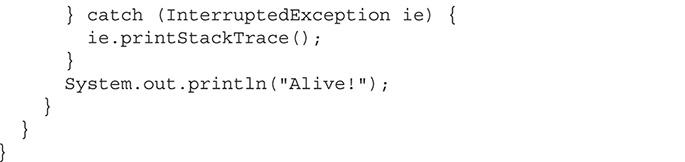 } catch (InterruptedException ie) {
ie.printStackTrace();
}
System.out.println("Alive!");
}
}
}